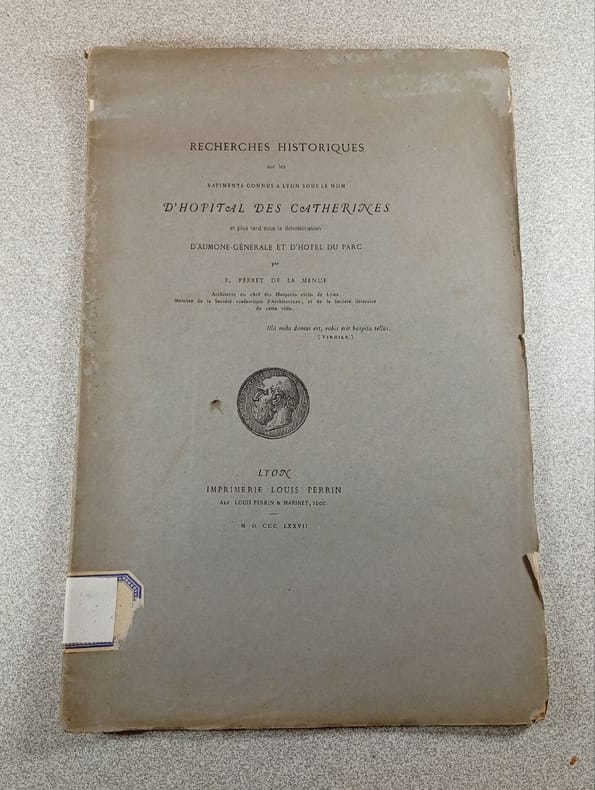 RECHERCHES HISTORIQUES
sur les
BATIMENTS CONNUS A LYON SOUS LE NOM
D'HOPITAL DES CATHERINES
et plus tard sous la dénomination
D'AUMONE-GÉNÉRALE ET D'HOTEL DU PARC
par
E. PERRET DE LA MENUE
Architecte en chef des Hospices civils de Lyon
Membre de la Société académique d'Architecture, et de la Société littéraire
de cette ville.
Illa mihi domus est, vobis erit hospita tellus.
(VIRGILE.)
LYON
IMPRIMERIE LOUIS PERRIN
ALF. LOUIS PERRIN & MARINET, SUCC.
M D CCC LXXVII